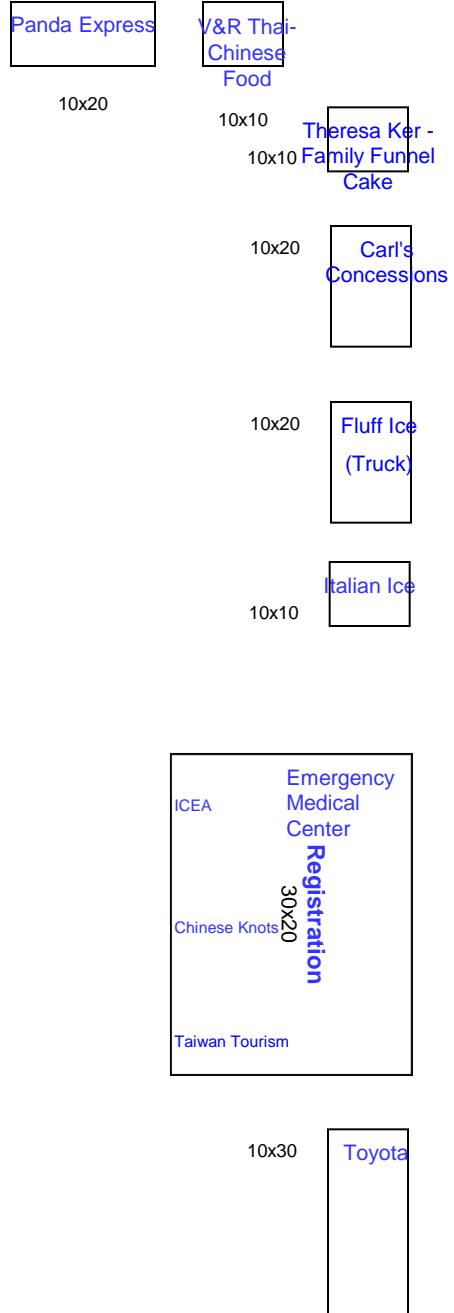 Panda Express
10x20
V&R Thai-
Chinese
Food
10x10
Theresa Ker -
Family Funnel
Cake
10x10
10x20
Carl's
Concessions
10x20
Fluff Ice
(Truck)
Italian Ice
10x10
Emergency
Medical
Center
ICEA
Registration
30x20
Chinese Knots
Taiwan Tourism
10x30
Toyota